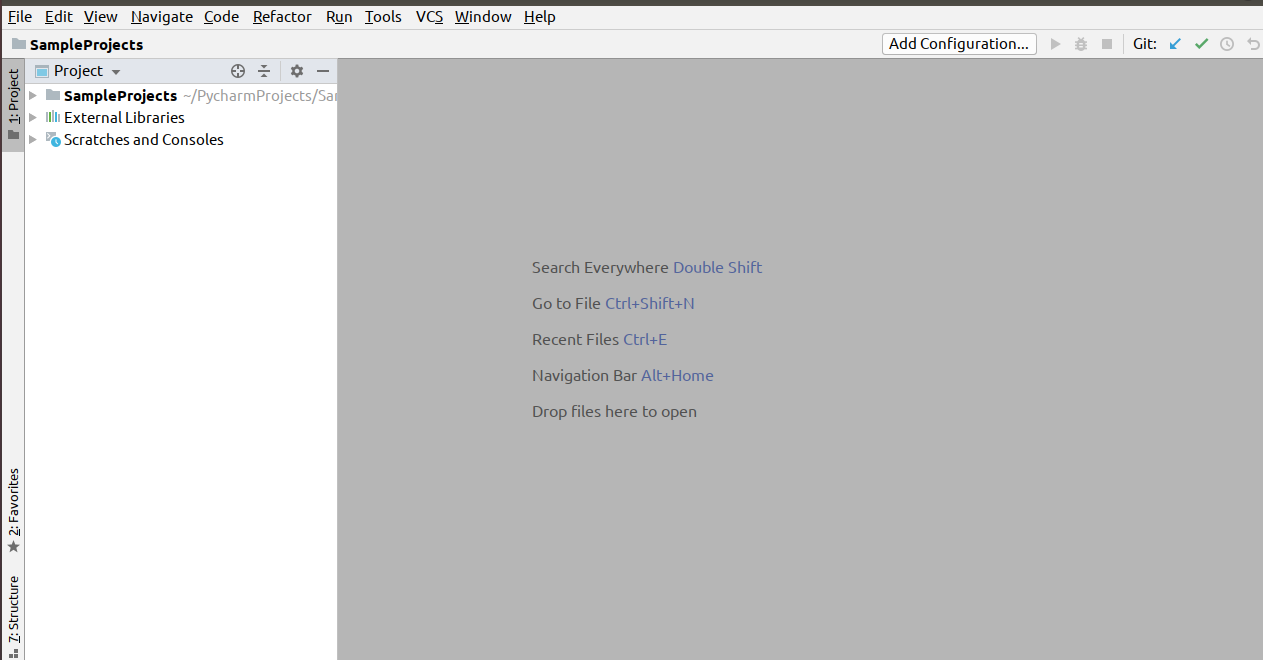 File Edit View Navigate Code Refactor Run Tools VCS Window Help
SampleProjects Add Configuration... Git:
1: Project
Project
SampleProjects ~/PycharmProjects/Sa
External Libraries
Scratches and Consoles
Search Everywhere Double Shift
Go to File Ctrl+Shift+N
Recent Files Ctrl+E
Navigation Bar Alt+Home
Drop files here to open
2: Favorites
7: Structure